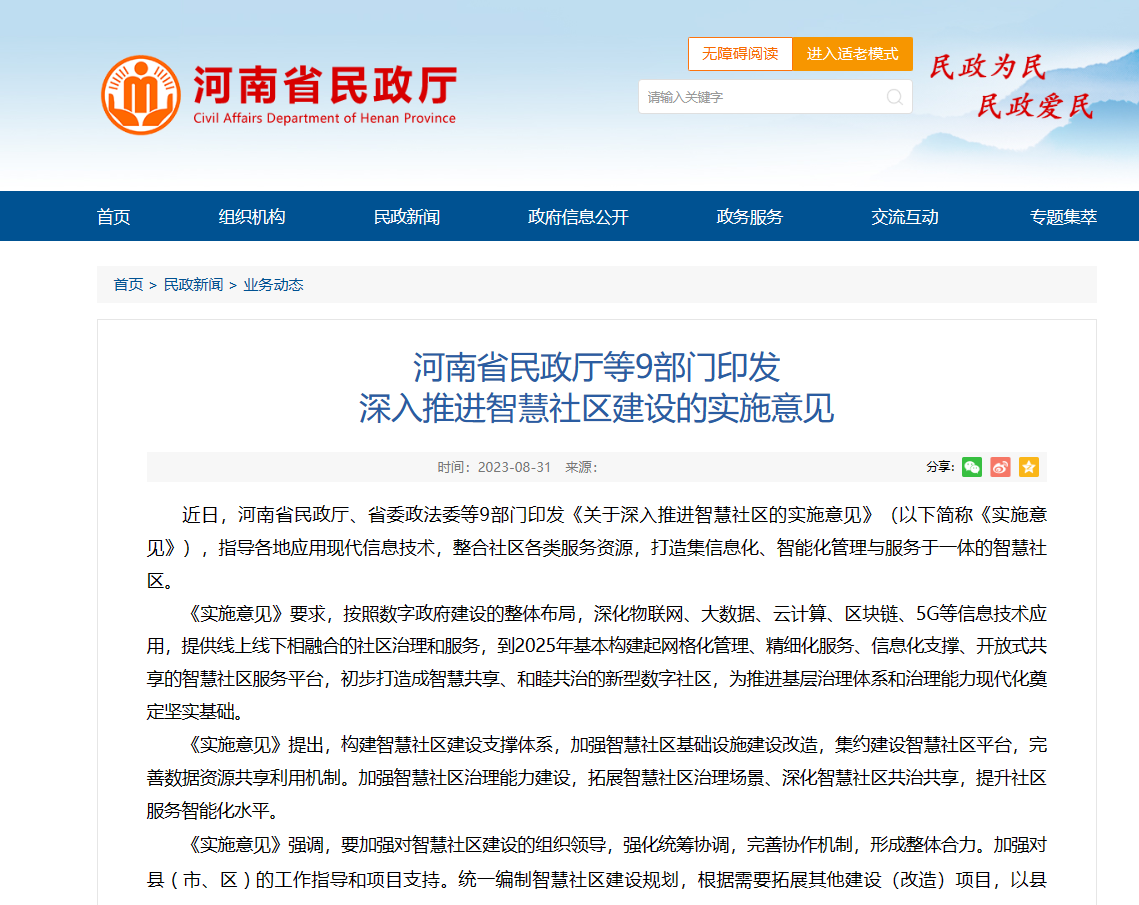 河南省民政厅
Civil Affairs Department of Henan Province
无障碍阅读 进入适老模式
请输入关键字
民政为民
民政爱民
首页 组织机构 民政新闻 政府信息公开 政务服务 交流互动 专题集萃
首页 > 民政新闻 > 业务动态
河南省民政厅等9部门印发
深入推进智慧社区建设的实施意见
时间：2023-08-31 来源： 分享:
近日，河南省民政厅、省委政法委等9部门印发《关于深入推进智慧社区的实施意见》（以下简称《实施意
见》），指导各地应用现代信息技术，整合社区各类服务资源，打造集信息化、智能化管理与服务于一体的智慧社
区。
《实施意见》要求，按照数字政府建设的整体布局，深化物联网、大数据、云计算、区块链、5G等信息技术应
用，提供线上线下相融合的社区治理和服务，到2025年基本构建起网格化管理、精细化服务、信息化支撑、开放式共
享的智慧社区服务平台，初步打造成智慧共享、和睦共治的新型数字社区，为推进基层治理体系和治理能力现代化奠
定坚实基础。
《实施意见》提出，构建智慧社区建设支撑体系，加强智慧社区基础设施建设改造，集约建设智慧社区平台，完
善数据资源共享利用机制。加强智慧社区治理能力建设，拓展智慧社区治理场景、深化智慧社区共治共享，提升社区
服务智能化水平。
《实施意见》强调，要加强对智慧社区建设的组织领导，强化统筹协调，完善协作机制，形成整体合力。加强对
县（市、区）的工作指导和项目支持。统一编制智慧社区建设规划，根据需要拓展其他建设（改造）项目，以县